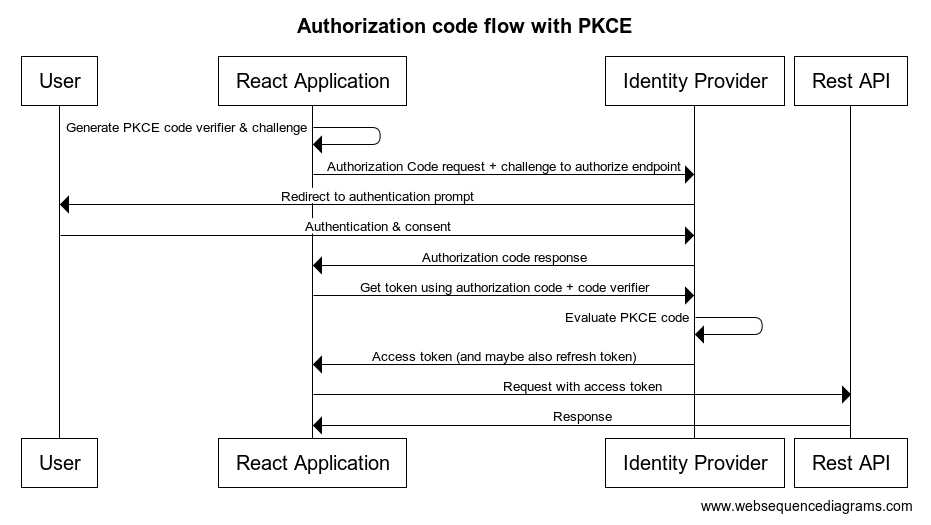 Authorization code flow with PKCE
User
React Application
Identity Provider
Rest API
Generate PKCE code verifier & challenge
Authorization Code request + challenge to authorize endpoint
Redirect to authentication prompt
Authentication & consent
Authorization code response
Get token using authorization code + code verifier
Evaluate PKCE code
Access token (and maybe also refresh token)
Request with access token
Response
User
React Application
Identity Provider
Rest API
www.websequencediagrams.com